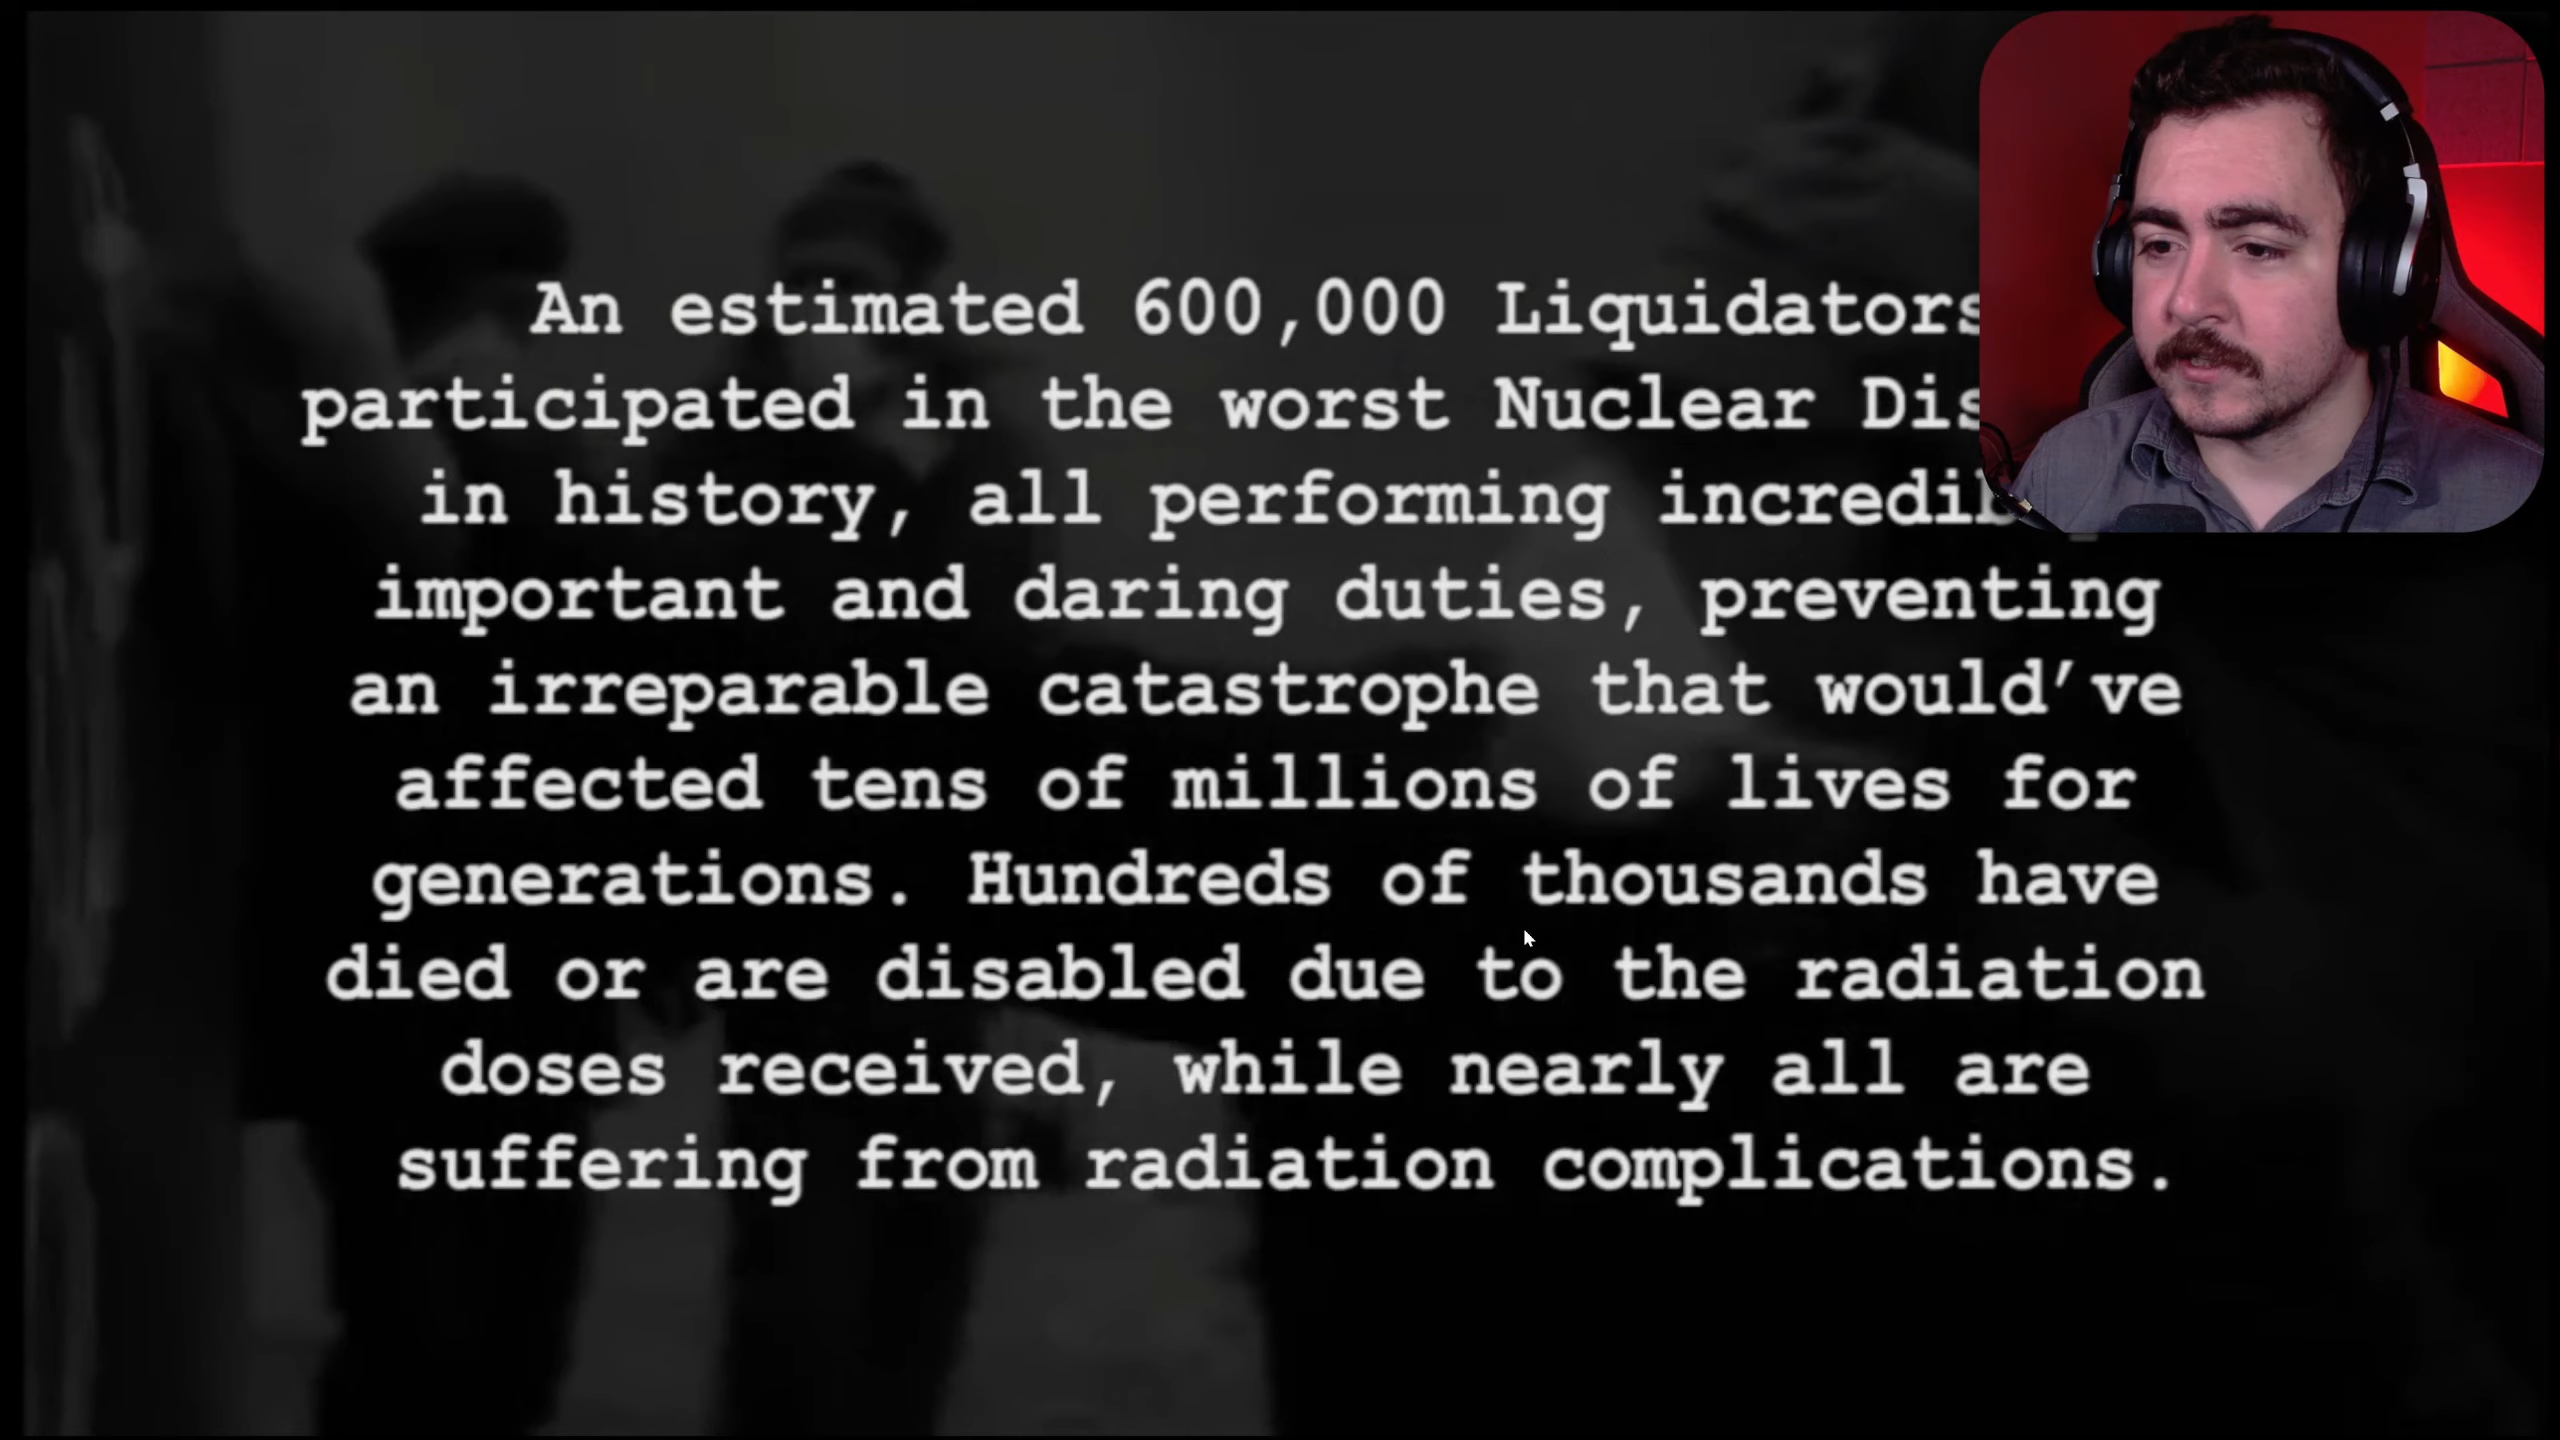 An estimated 600,000 Liquidators
participated in the worst Nuclear
in history, all performing
important and daring duties, preventing
an irreparable catastrophe that would’ve
affected tens of millions of lives for
generations. Hundreds of thousands have
died or are disabled due to the radiation
doses received, while nearly all are
suffering from radiation complications.